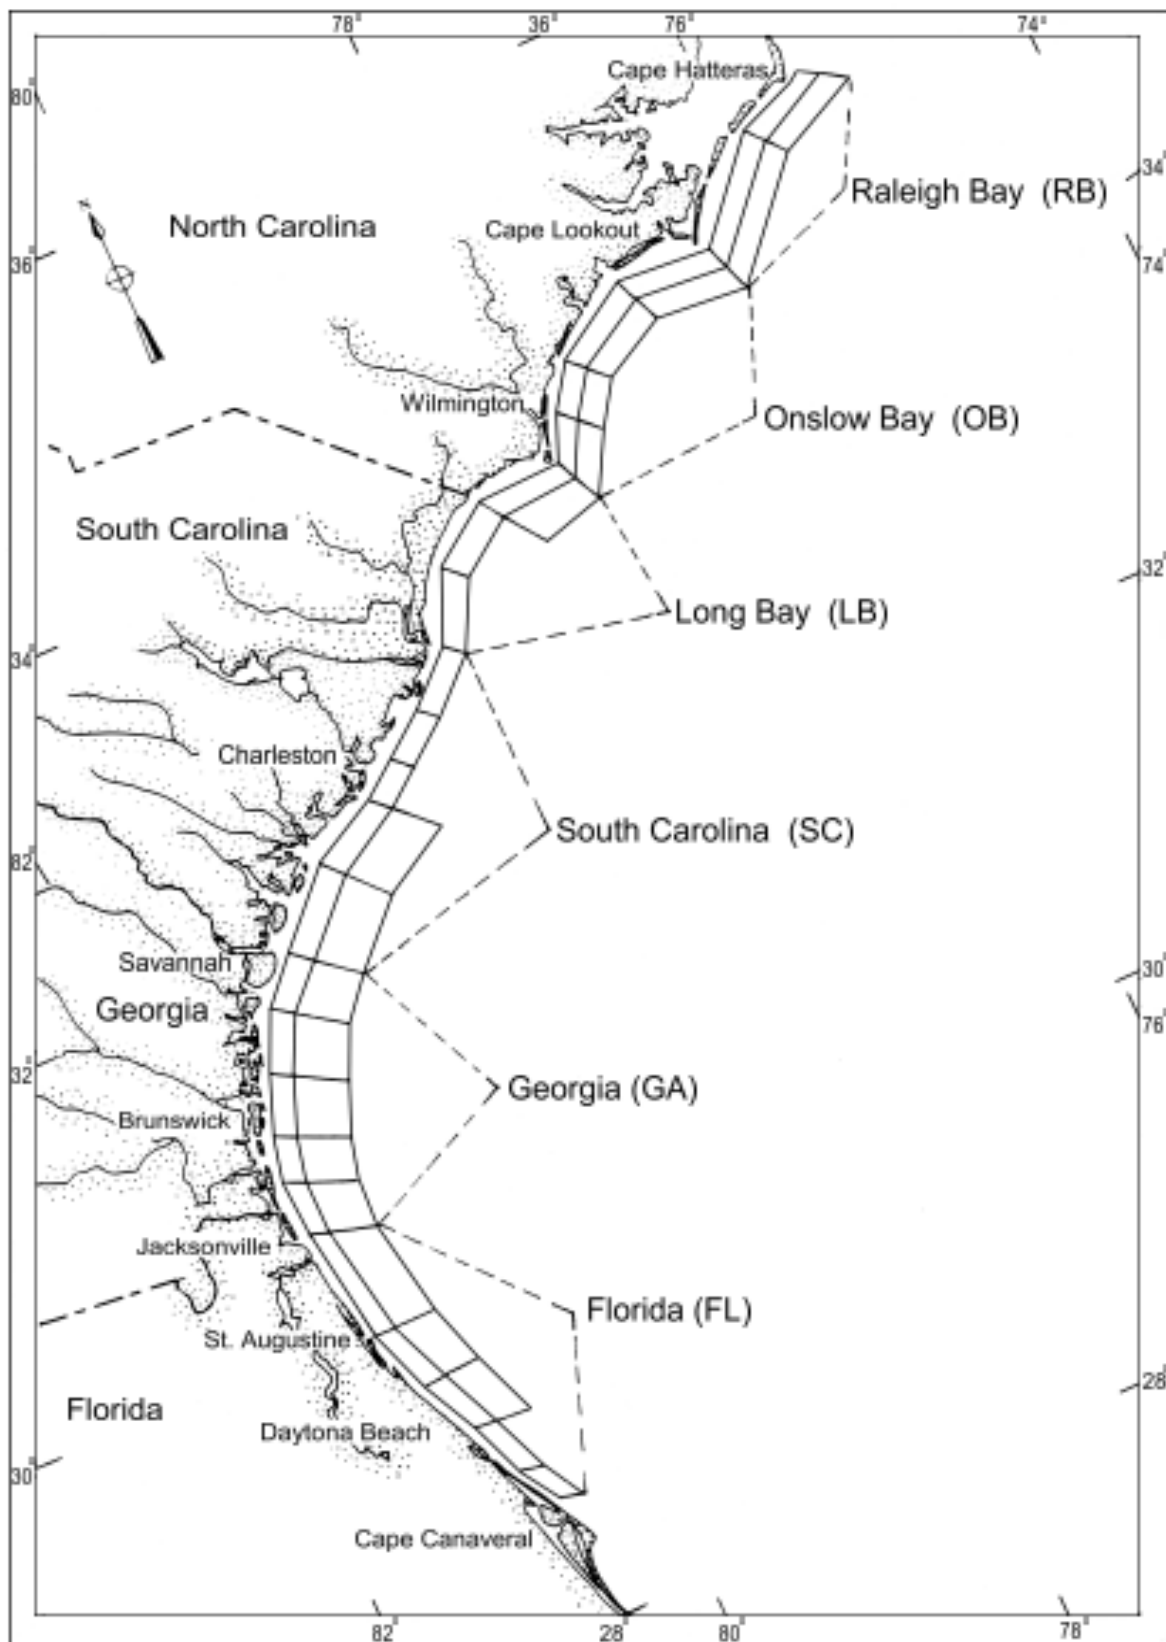 78°
36°
76°
74°
Cape Hatteras
80°
34°
Raleigh Bay (RB)
N
North Carolina
Cape Lookout
36°
74°
Wilmington
Onslow Bay (OB)
South Carolina
32°
Long Bay (LB)
34°
Charleston
South Carolina (SC)
82°
Savannah
30°
Georgia
76°
32°
Georgia (GA)
Brunswick
Jacksonville
Florida (FL)
St. Augustine
28°
Florida
Daytona Beach
30°
Cape Canaveral
82°
28°
80°
78°